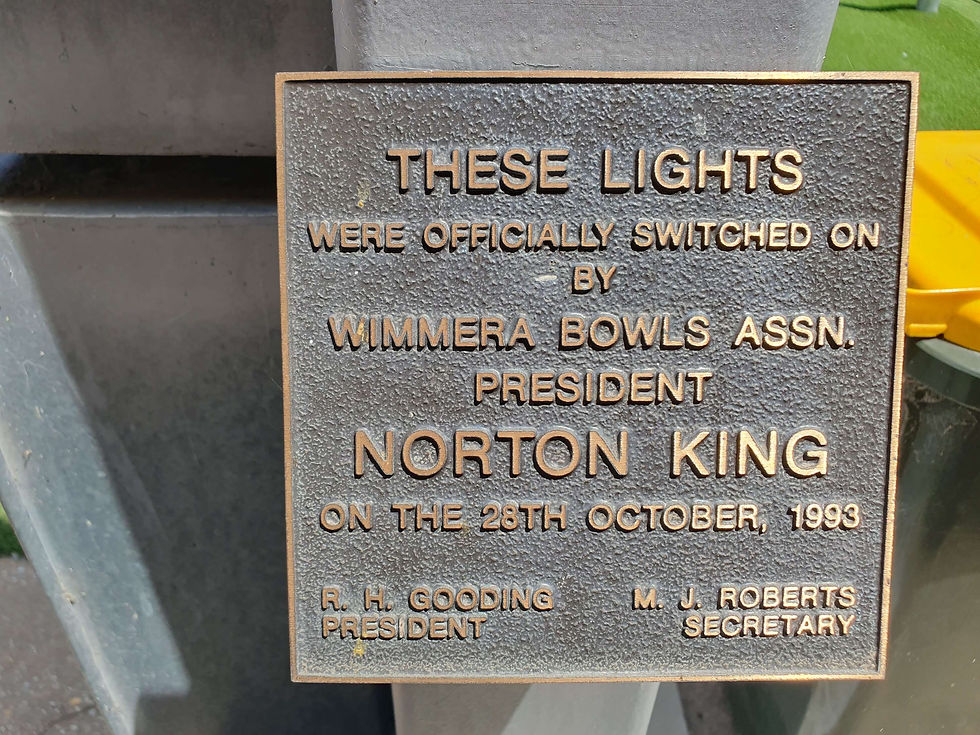 THESE LIGHTS
WERE OFFICIALLY SWITCHED ON
BY
WIMMERA BOWLS ASSN.
PRESIDENT
NORTON KING
ON THE 28TH OCTOBER, 1993
R. H. GOODING M. J. ROBERTS
PRESIDENT SECRETARY